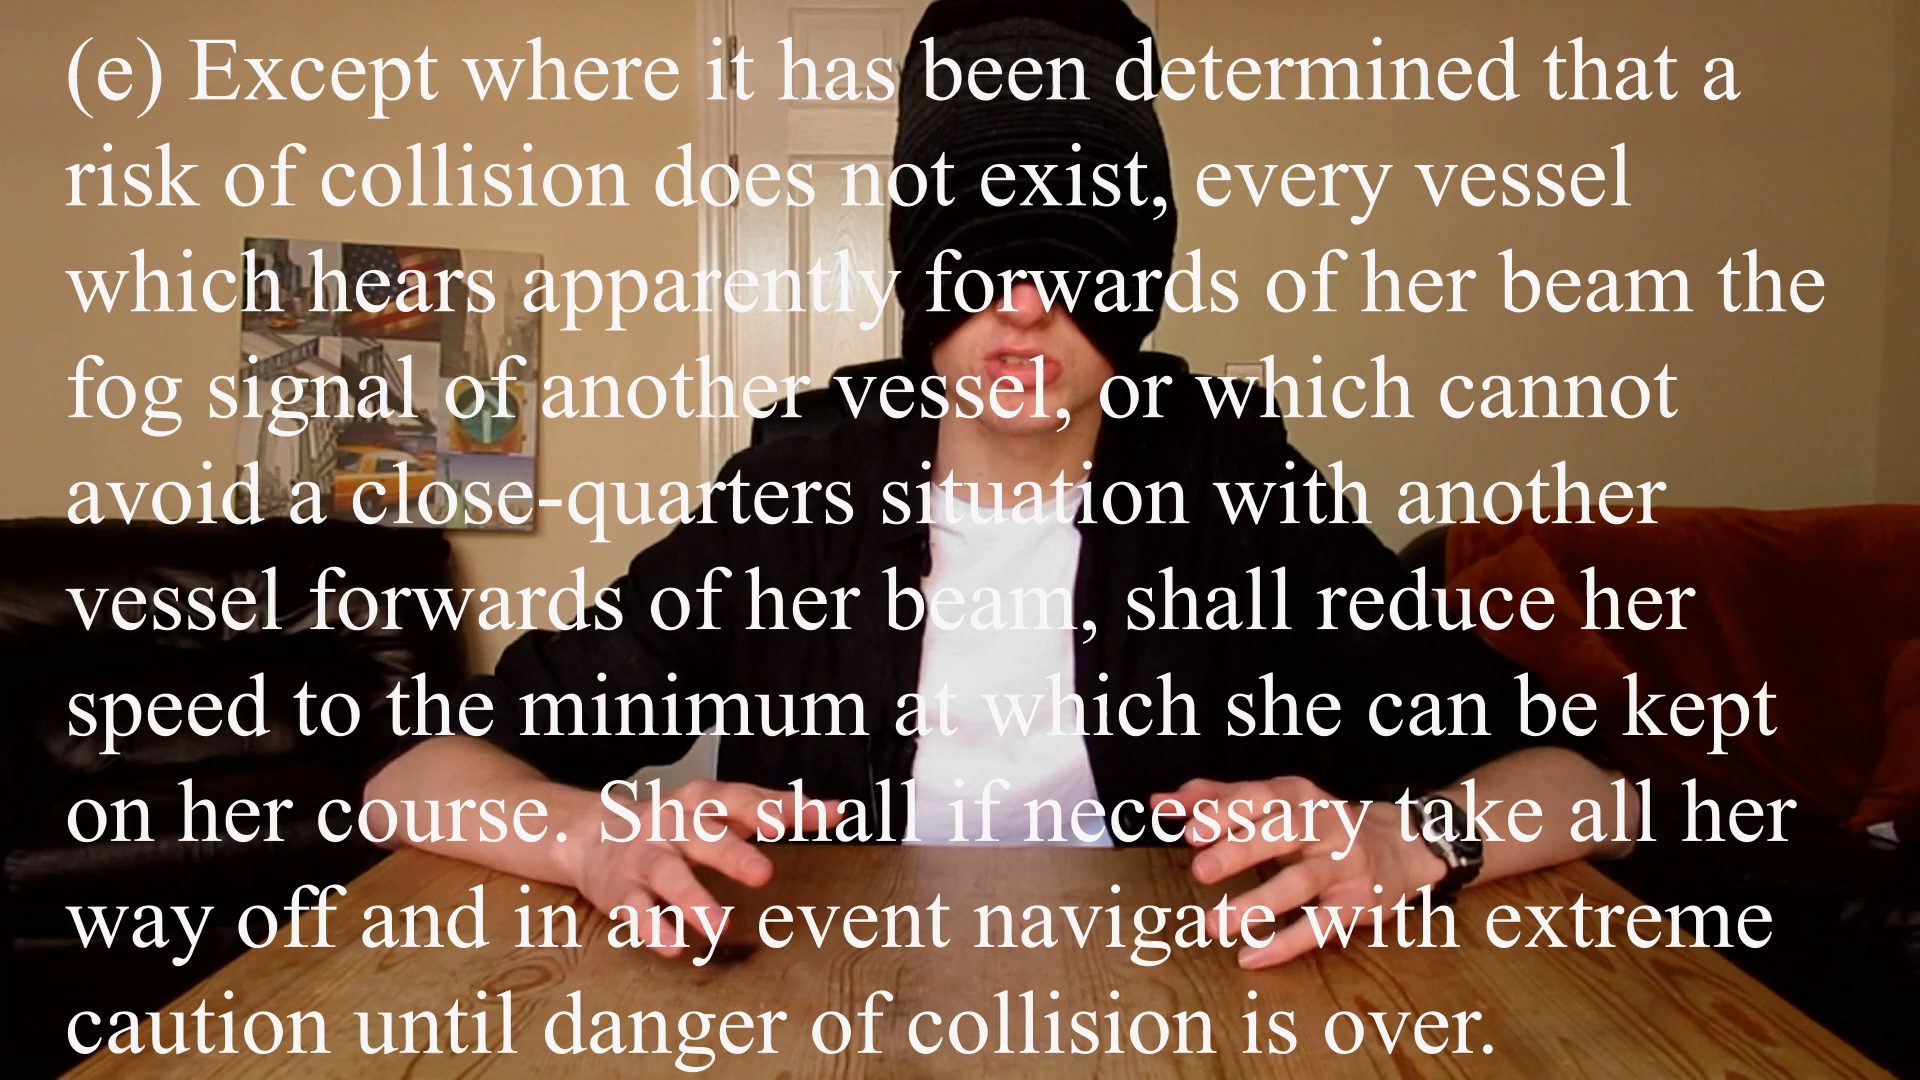 (e) Except where it has been determined that a
risk of collision does not exist, every vessel
which hears apparently forwards of her beam the
fog signal of another vessel, or which cannot
avoid a close-quarters situation with another
vessel forwards of her beam, shall reduce her
speed to the minimum at which she can be kept
on her course. She shall if necessary take all her
way off and in any event navigate with extreme
caution until danger of collision is over.
BROADWAY